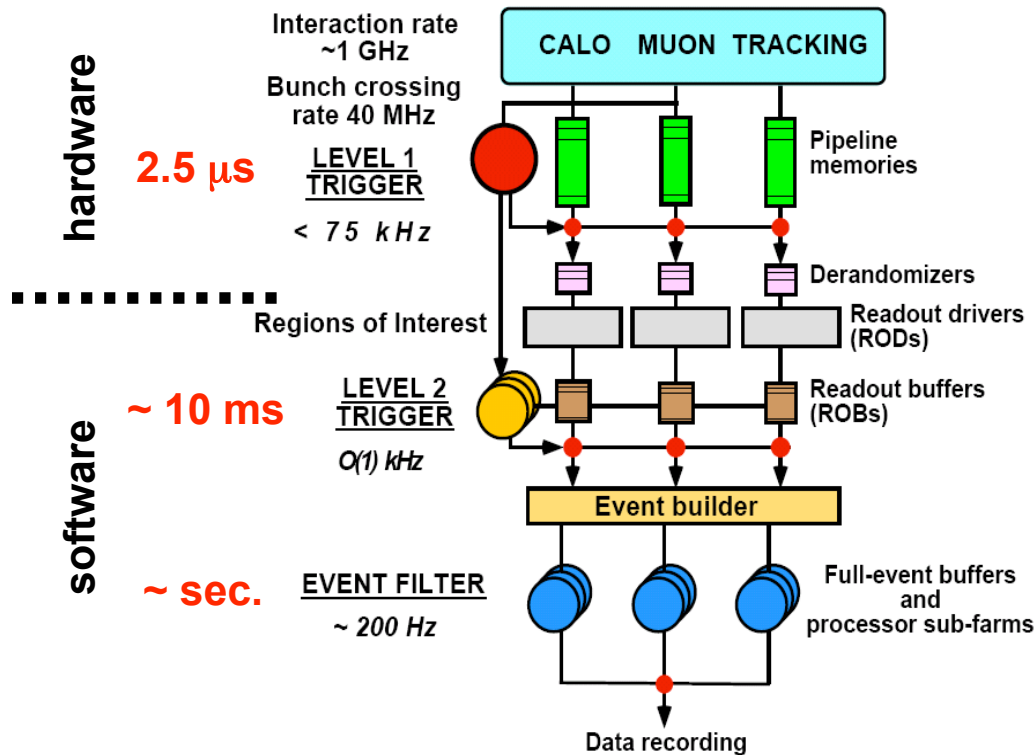 Interaction rate
~1 GHz
CALO MUON TRACKING
Bunch crossing
rate 40 MHz
hardware
2.5 μs
LEVEL 1
TRIGGER
< 75 kHz
Pipeline
memories
Derandomizers
Regions of Interest
Readout drivers
(RODs)
software
~ 10 ms
LEVEL 2
TRIGGER
O(1) kHz
Readout buffers
(ROBs)
Event builder
~ sec.
EVENT FILTER
~ 200 Hz
Full-event buffers
and
processor sub-farms
Data recording